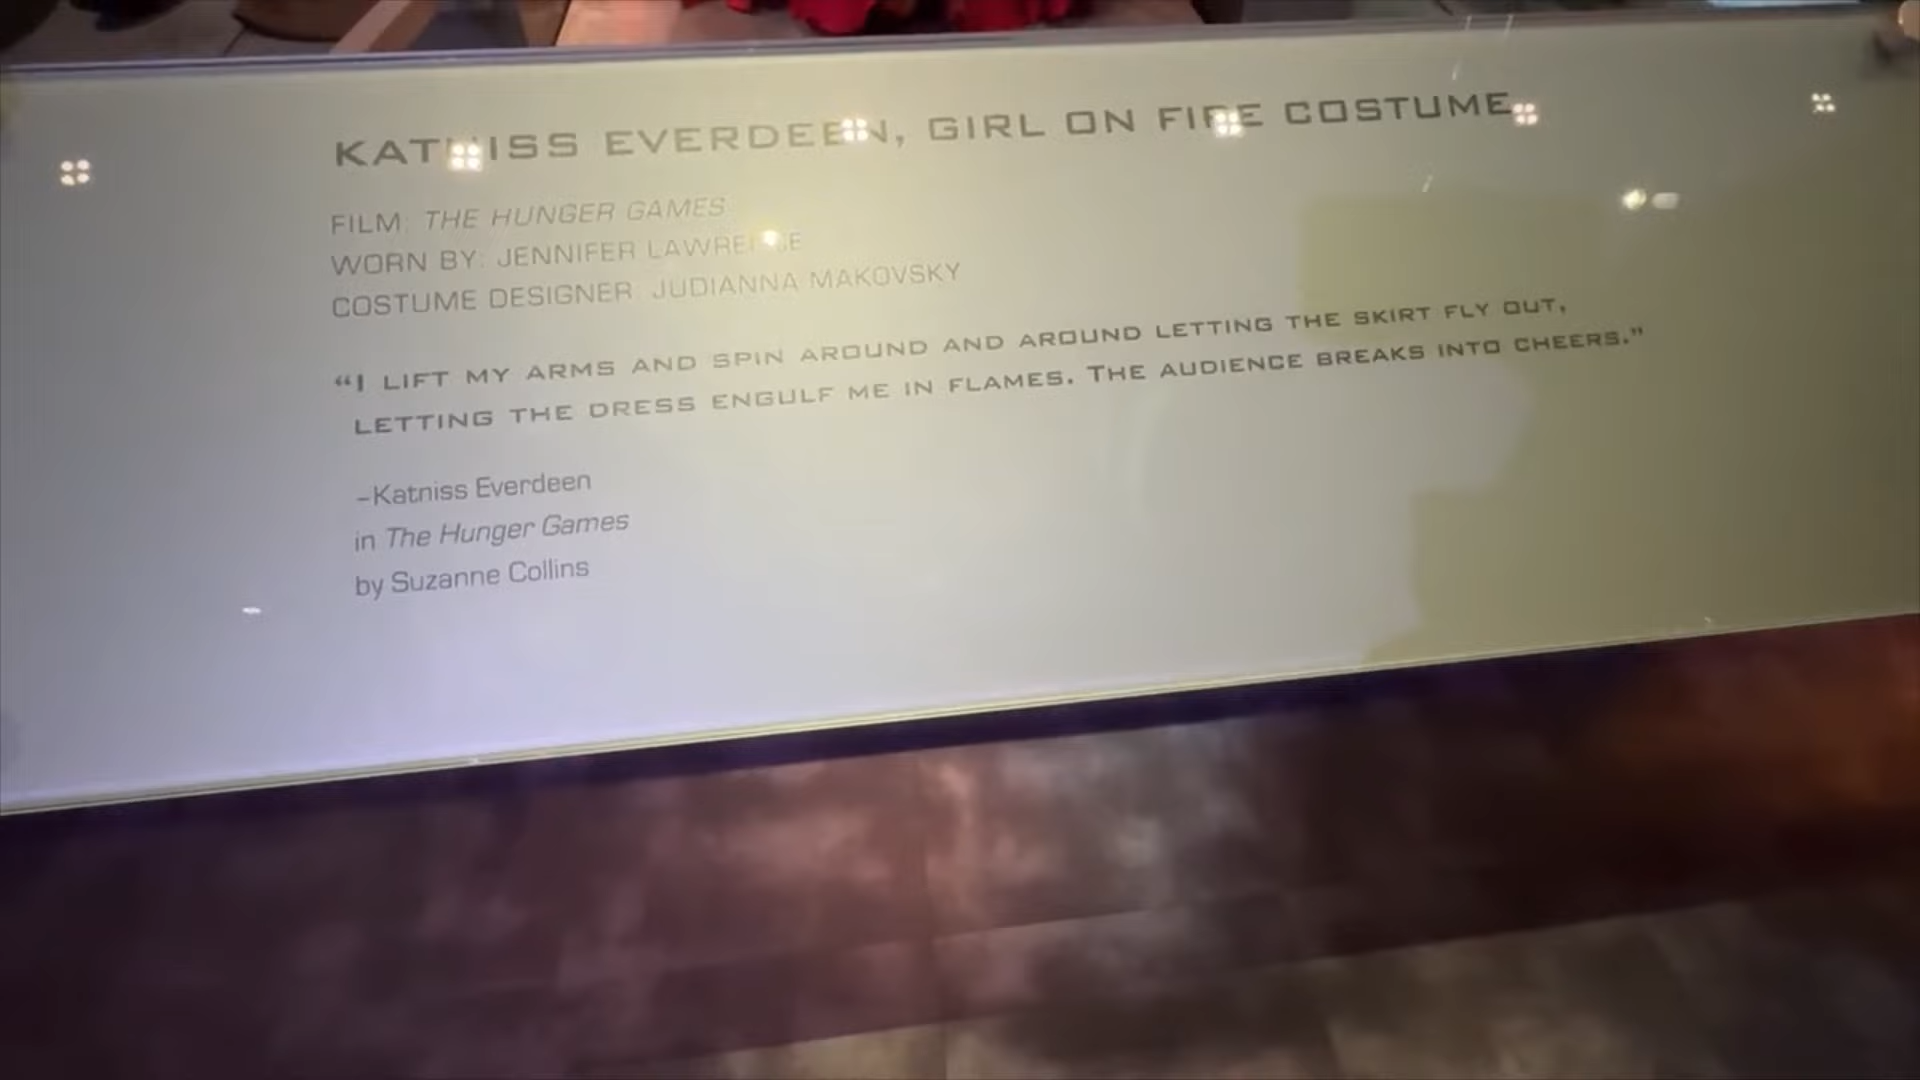 KATNISS EVERDEEN, GIRL ON FIRE COSTUME
FILM: THE HUNGER GAMES
WORN BY: JENNIFER LAWRENCE
COSTUME DESIGNER: JUDIANNA MAKOVSKY
“I LIFT MY ARMS AND SPIN AROUND AND AROUND LETTING THE SKIRT FLY OUT,
LETTING THE DRESS ENGULF ME IN FLAMES. THE AUDIENCE BREAKS INTO CHEERS.”
–Katniss Everdeen
in The Hunger Games
by Suzanne Collins